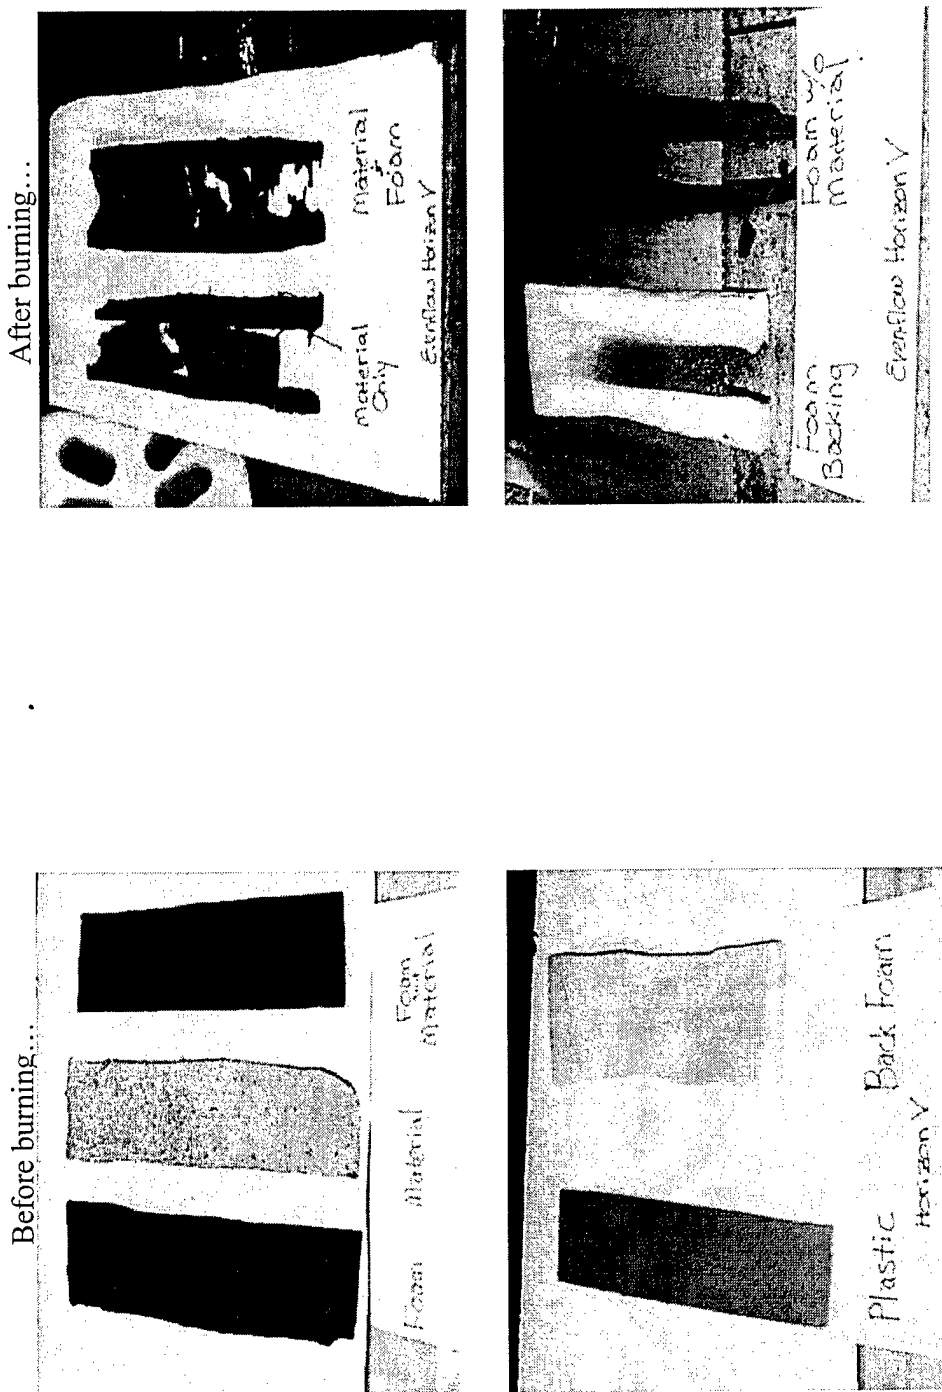 Before burning...
Foam
Material
Foam
and
Material
Plastic
Back Foam
Horizon V
After burning...
Material
Only
Material
+
Foam
Evenflow Horizon V
Foam
Backing
Foam w/o
Material
Evenflow Horizon V